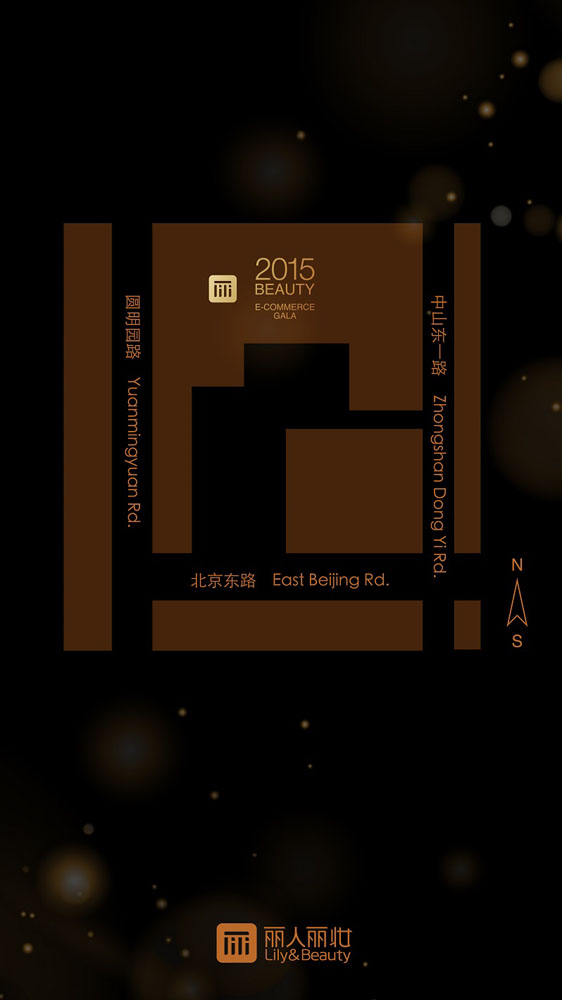 2015
BEAUTY
E-COMMERCE
GALA
圆明园路 Yuanmingyuan Rd.
中山东一路 Zhongshan Dong Yi Rd.
北京东路 East Beijing Rd.
N
S
丽人丽妆
Lily&Beauty